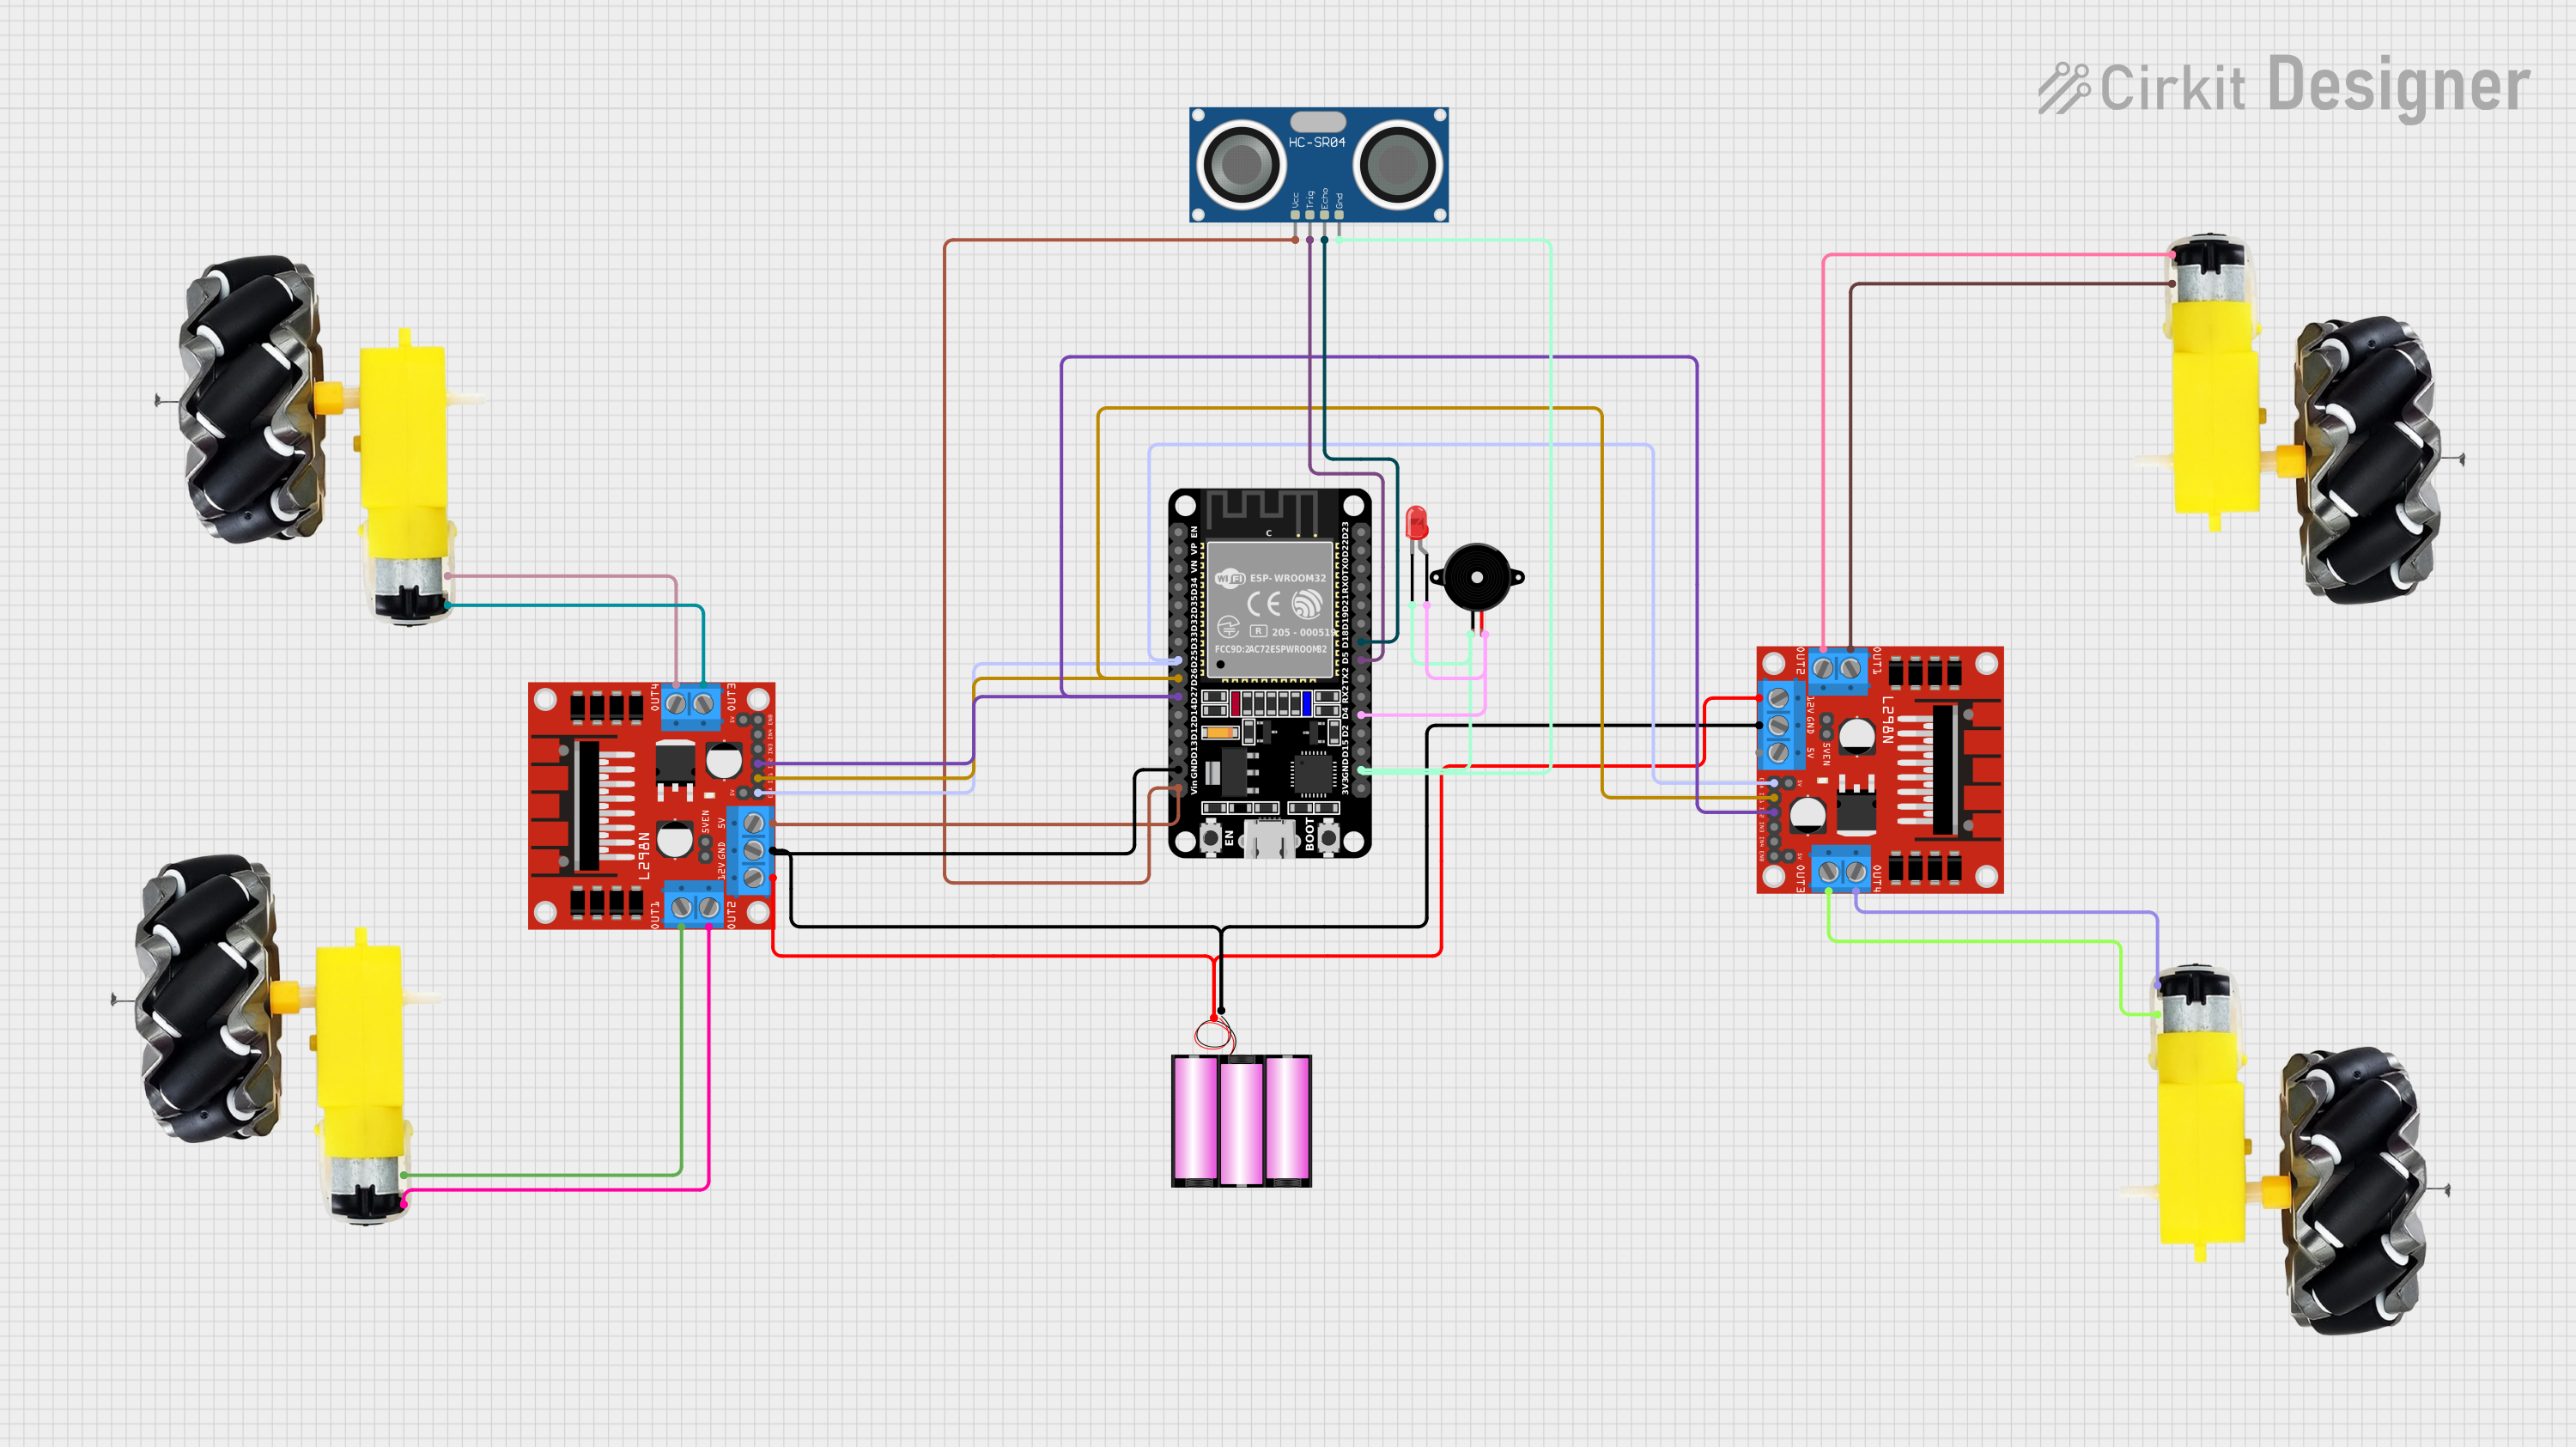 Cirkit Designer
HC-SR04
Vcc
Trig
Echo
Gnd
EN
VP
VN
D34
D35
D32
D33
D25
D26
D27
D14
D12
D13
GND
Vin
D23
D22
TX0
RX0
D21
D19
D18
D5
TX2
RX2
D4
D2
D15
GND
3V3
C
WiFi
ESP-WROOM32
CE
R
205-000519
FCC9D:2AC72ESPWROOM32
EN
BOOT
OUT4
OUT3
5V
GND
12V
5VEN
L298N
OUT1
OUT2
OUT2
OUT1
12V
GND
5V
5VEN
L298N
OUT3
OUT4